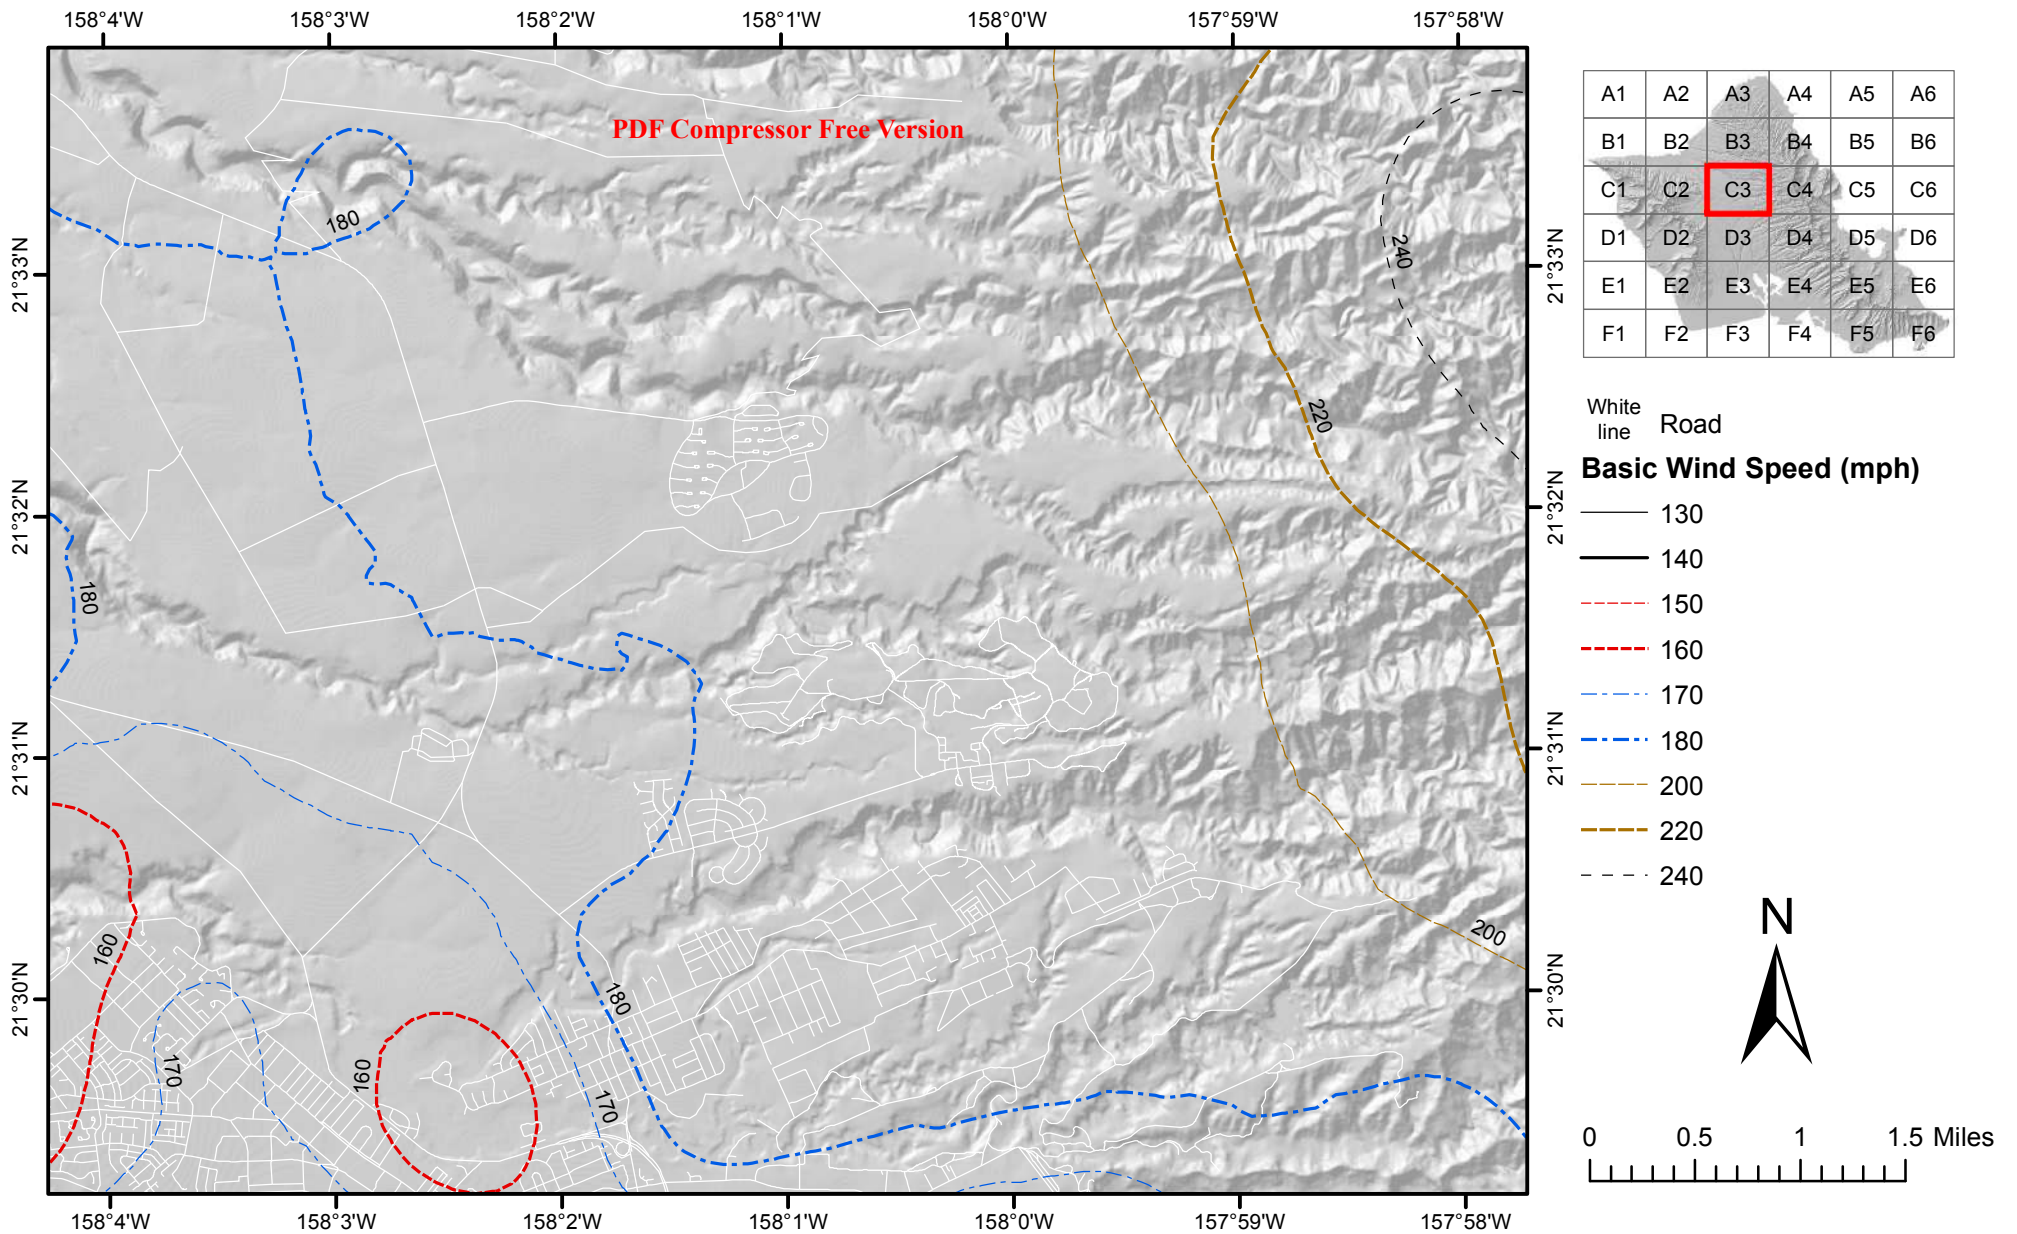 158°4'W 158°3'W 158°2'W 158°1'W 158°0'W 157°59'W 157°58'W
PDF Compressor Free Version
180
240
220
180
200
160
180
170
160
170
21°33'N
21°32'N
21°31'N
21°30'N
21°33'N
21°32'N
21°31'N
21°30'N
158°4'W 158°3'W 158°2'W 158°1'W 158°0'W 157°59'W 157°58'W
A1 A2 A3 A4 A5 A6
B1 B2 B3 B4 B5 B6
C1 C2 C3 C4 C5 C6
D1 D2 D3 D4 D5 D6
E1 E2 E3 E4 E5 E6
F1 F2 F3 F4 F5 F6
White
line Road
Basic Wind Speed (mph)
130
140
150
160
170
180
200
220
240
N
0 0.5 1 1.5 Miles